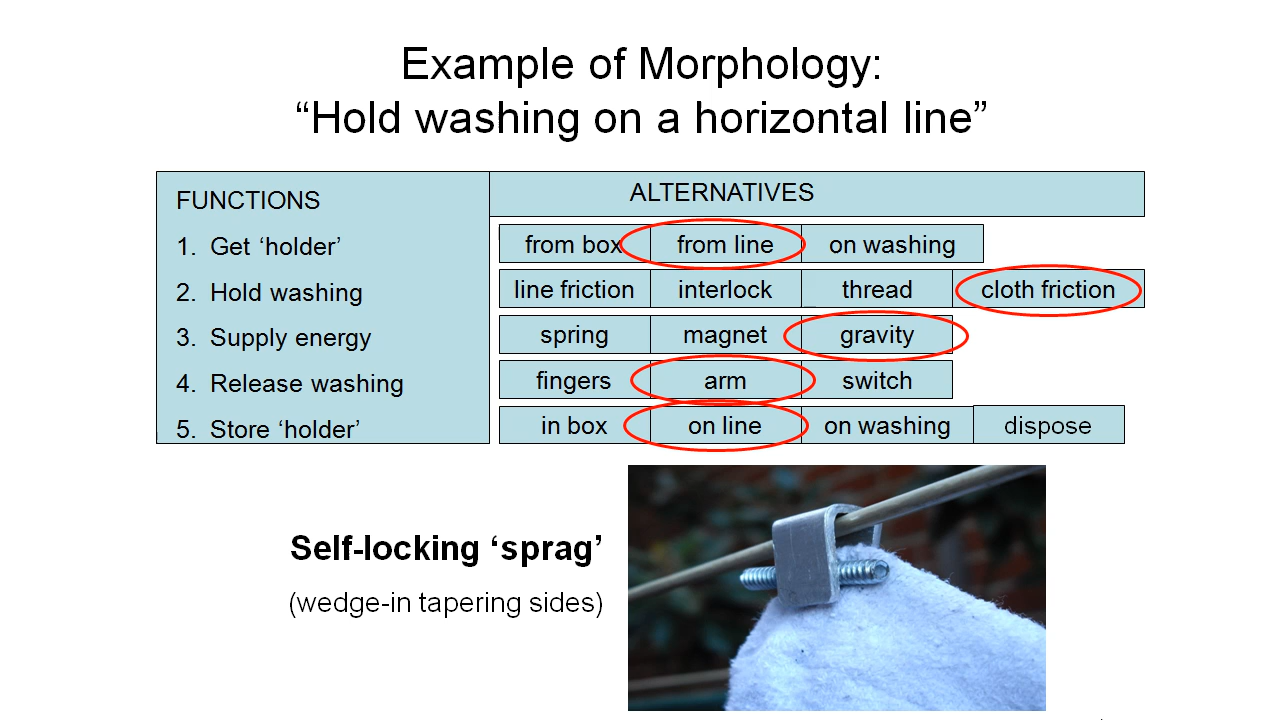 Example of Morphology:
“Hold washing on a horizontal line”
FUNCTIONS
ALTERNATIVES
1. Get ‘holder’
from box
from line
on washing
2. Hold washing
line friction
interlock
thread
cloth friction
3. Supply energy
spring
magnet
gravity
4. Release washing
fingers
arm
switch
5. Store ‘holder’
in box
on line
on washing
dispose
Self-locking ‘sprag’
(wedge-in tapering sides)